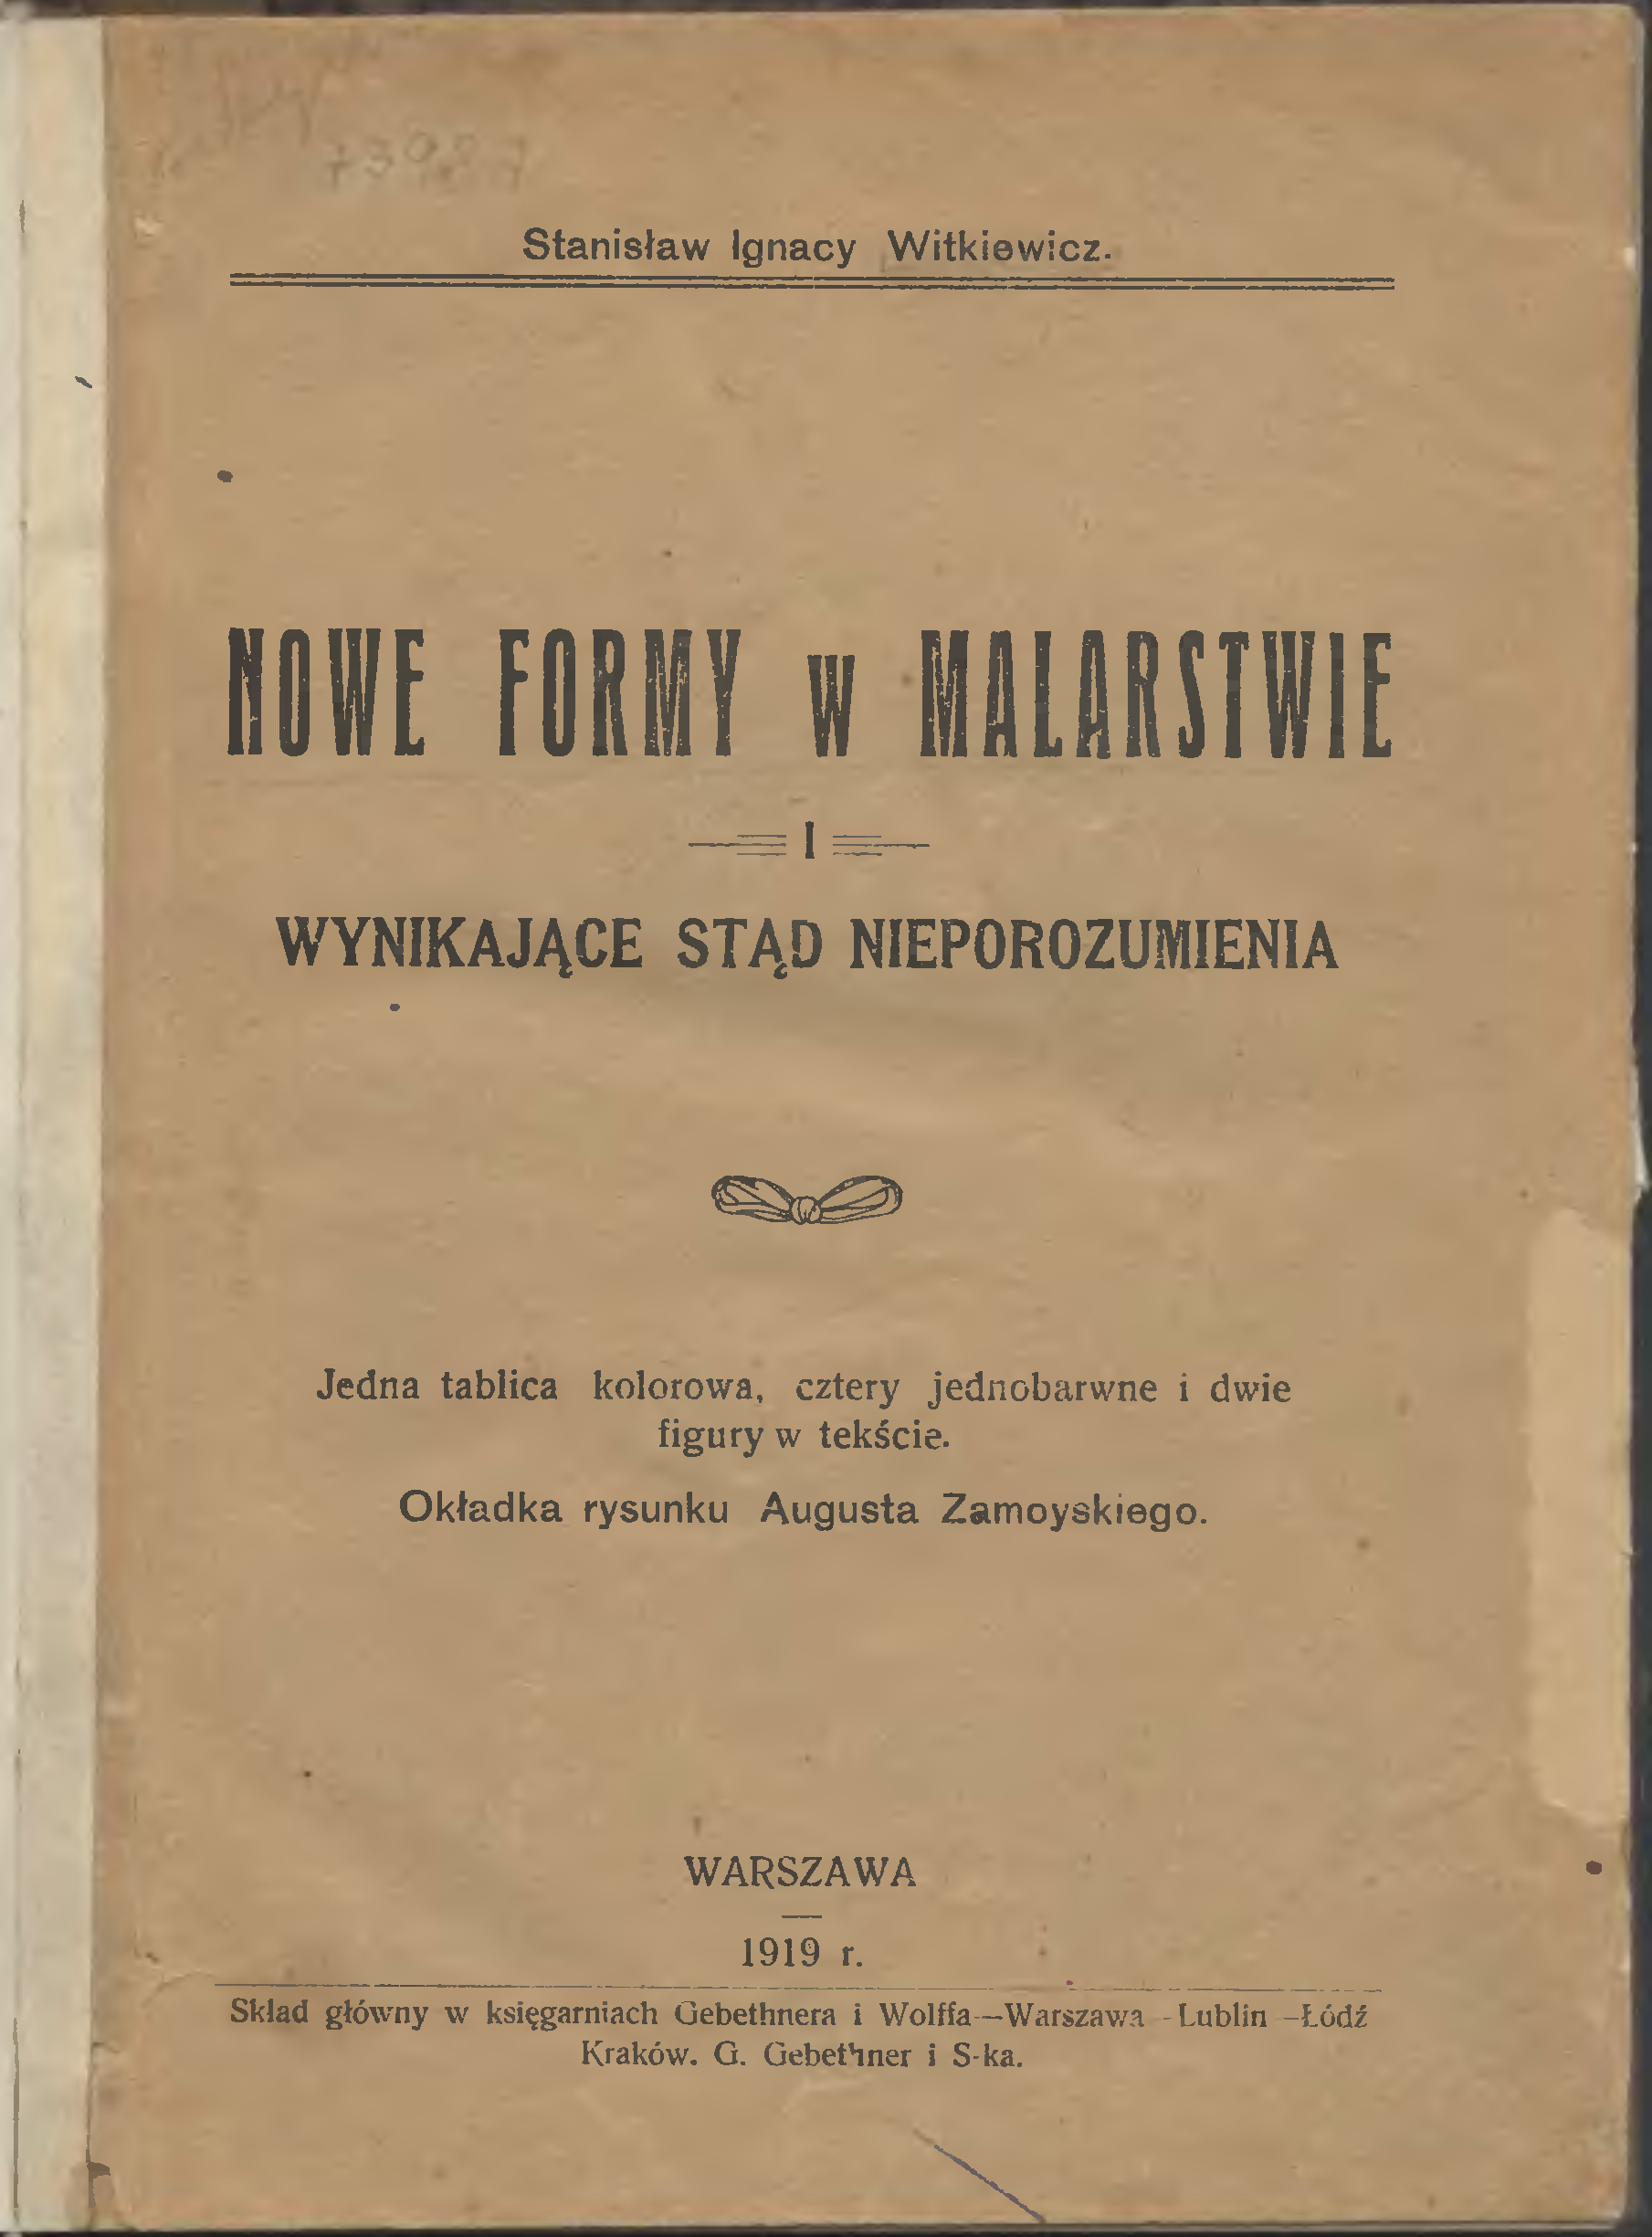 73987
Stanisław Ignacy Witkiewicz.
NOWE FORMY w MALARSTWIE
I
WYNIKAJĄCE STĄD NIEPOROZUMIENIA
Jedna tablica kolorowa, cztery jednobarwne i dwie
figury w tekście.
Okładka rysunku Augusta Zamoyskiego.
WARSZAWA
1919 r.
Skład główny w księgarniach Gebethnera i Wolffa—Warszawa - Lublin —Łódź
Kraków. G. Gebethner i S-ka.